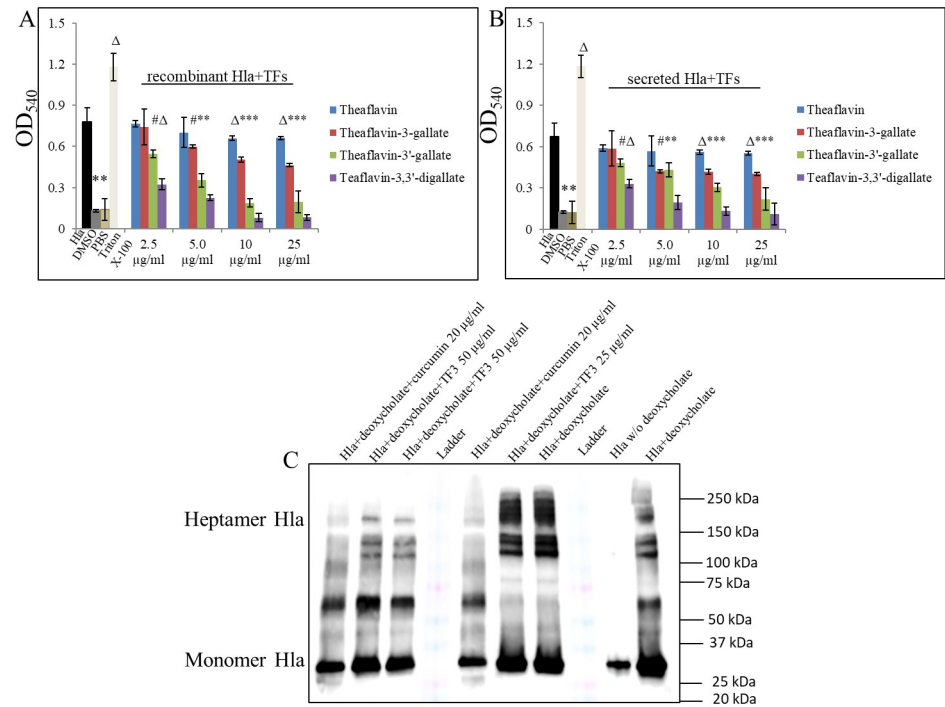 A
1.5
1.2
0.9
0.6
0.3
0
OD540
Δ
recombinant Hla+TFs
#Δ
#**
Δ***
Δ***
**
Theaflavin
Theaflavin-3-gallate
Theaflavin-3'-gallate
Teaflavin-3,3'-digallate
Hla
DMSO
PBS
Triton
X-100
2.5
5.0
10
25
µg/ml
µg/ml
µg/ml
µg/ml
B
1.5
1.2
0.9
0.6
0.3
0
OD540
Δ
secreted Hla+TFs
#Δ
#**
Δ***
Δ***
**
Theaflavin
Theaflavin-3-gallate
Theaflavin-3'-gallate
Teaflavin-3,3'-digallate
Hla
DMSO
PBS
Triton
X-100
2.5
5.0
10
25
µg/ml
µg/ml
µg/ml
µg/ml
C
Hla+deoxycholate+curcumin 20 µg/ml
Hla+deoxycholate+TF3 50 µg/ml
Hla+deoxycholate+TF3 50 µg/ml
Ladder
Hla+deoxycholate+curcumin 20 µg/ml
Hla+deoxycholate+TF3 25 µg/ml
Hla+deoxycholate
Ladder
Hla w/o deoxycholate
Hla+deoxycholate
Heptamer Hla
Monomer Hla
250 kDa
150 kDa
100 kDa
75 kDa
50 kDa
37 kDa
25 kDa
20 kDa